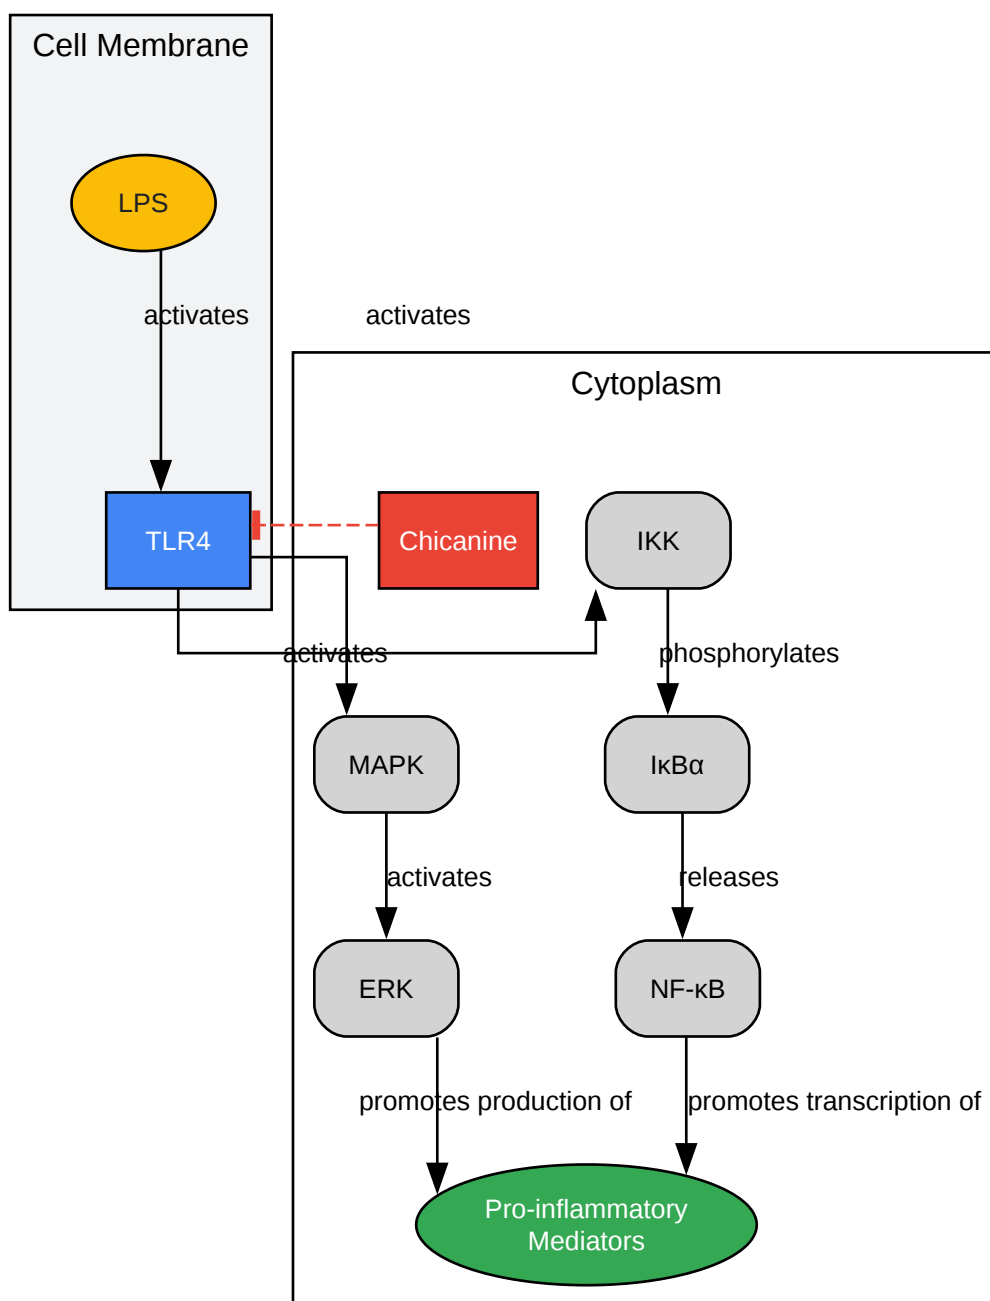 Cell Membrane
LPS
activates
activates
Cytoplasm
TLR4
Chicanine
IKK
activates
phosphorylates
MAPK
IκBα
activates
releases
ERK
NF-κB
promotes production of
promotes transcription of
Pro-inflammatory
Mediators